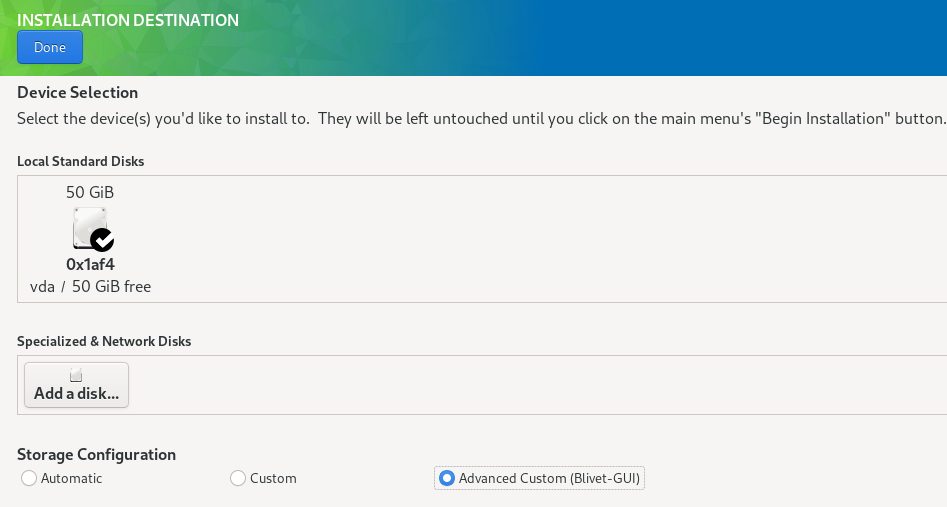 INSTALLATION DESTINATION
Done
Device Selection
Select the device(s) you'd like to install to.  They will be left untouched until you click on the main menu's "Begin Installation" button.
Local Standard Disks
50 GiB
0x1af4
vda / 50 GiB free
Specialized & Network Disks
Add a disk...
Storage Configuration
Automatic
Custom
Advanced Custom (Blivet-GUI)